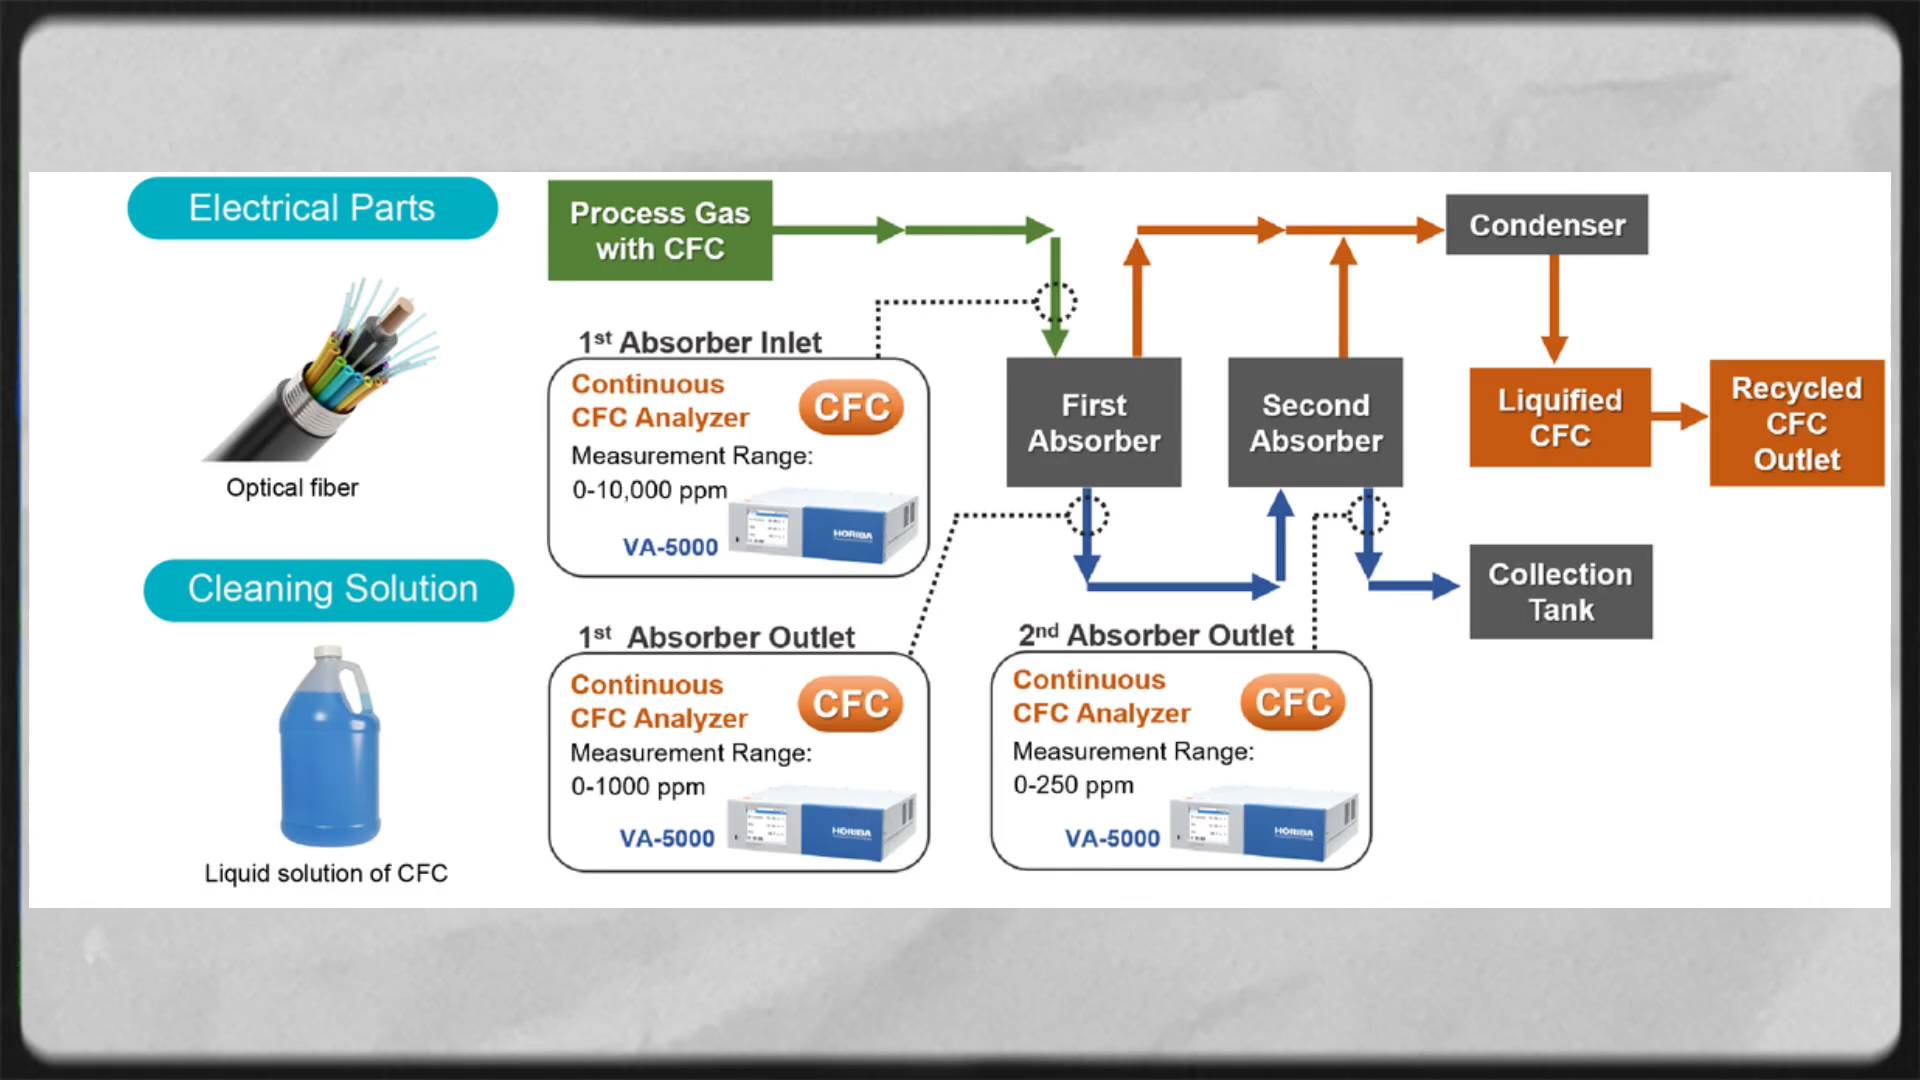 Electrical Parts
Optical fiber
Cleaning Solution
Liquid solution of CFC
Process Gas
with CFC
1st Absorber Inlet
Continuous
CFC Analyzer
CFC
Measurement Range:
0-10,000 ppm
VA-5000
HORIBA
1st Absorber Outlet
Continuous
CFC Analyzer
CFC
Measurement Range:
0-1000 ppm
VA-5000
HORIBA
First
Absorber
Second
Absorber
2nd Absorber Outlet
Continuous
CFC Analyzer
CFC
Measurement Range:
0-250 ppm
VA-5000
HORIBA
Condenser
Liquified
CFC
Recycled
CFC
Outlet
Collection
Tank